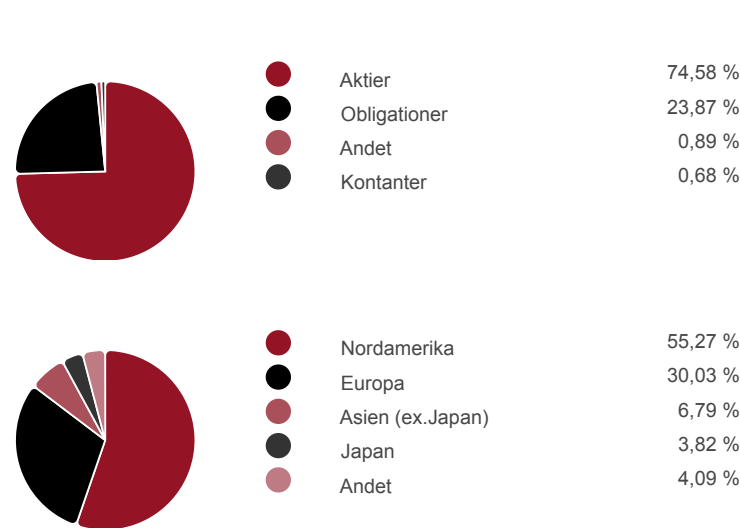 Aktier 74,58 %
Obligationer 23,87 %
Andet 0,89 %
Kontanter 0,68 %
Nordamerika 55,27 %
Europa 30,03 %
Asien (ex.Japan) 6,79 %
Japan 3,82 %
Andet 4,09 %